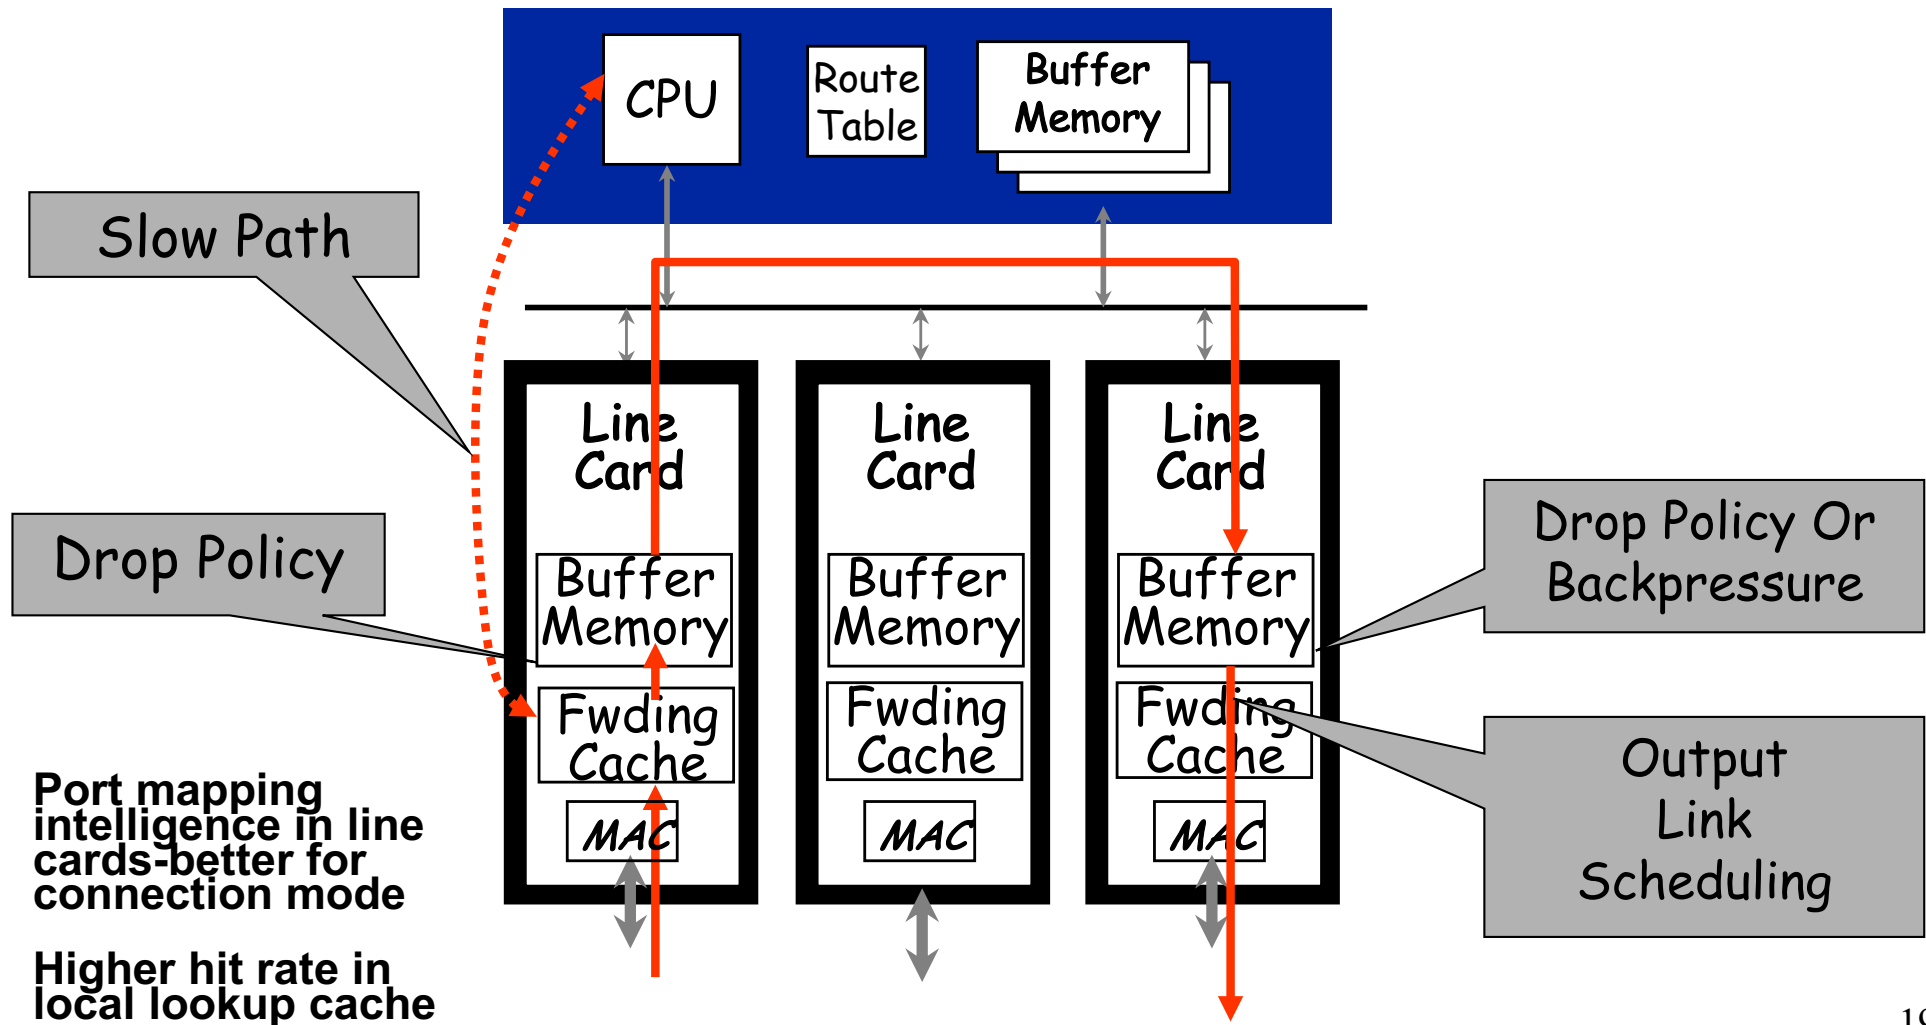 CPU
Route
Table
Buffer
Memory
Slow Path
Drop Policy
Line
Card
Buffer
Memory
Fwding
Cache
MAC
Line
Card
Buffer
Memory
Fwding
Cache
MAC
Line
Card
Buffer
Memory
Fwding
Cache
MAC
Drop Policy Or
Backpressure
Output
Link
Scheduling
Port mapping
intelligence in line
cards-better for
connection mode
Higher hit rate in
local lookup cache
19